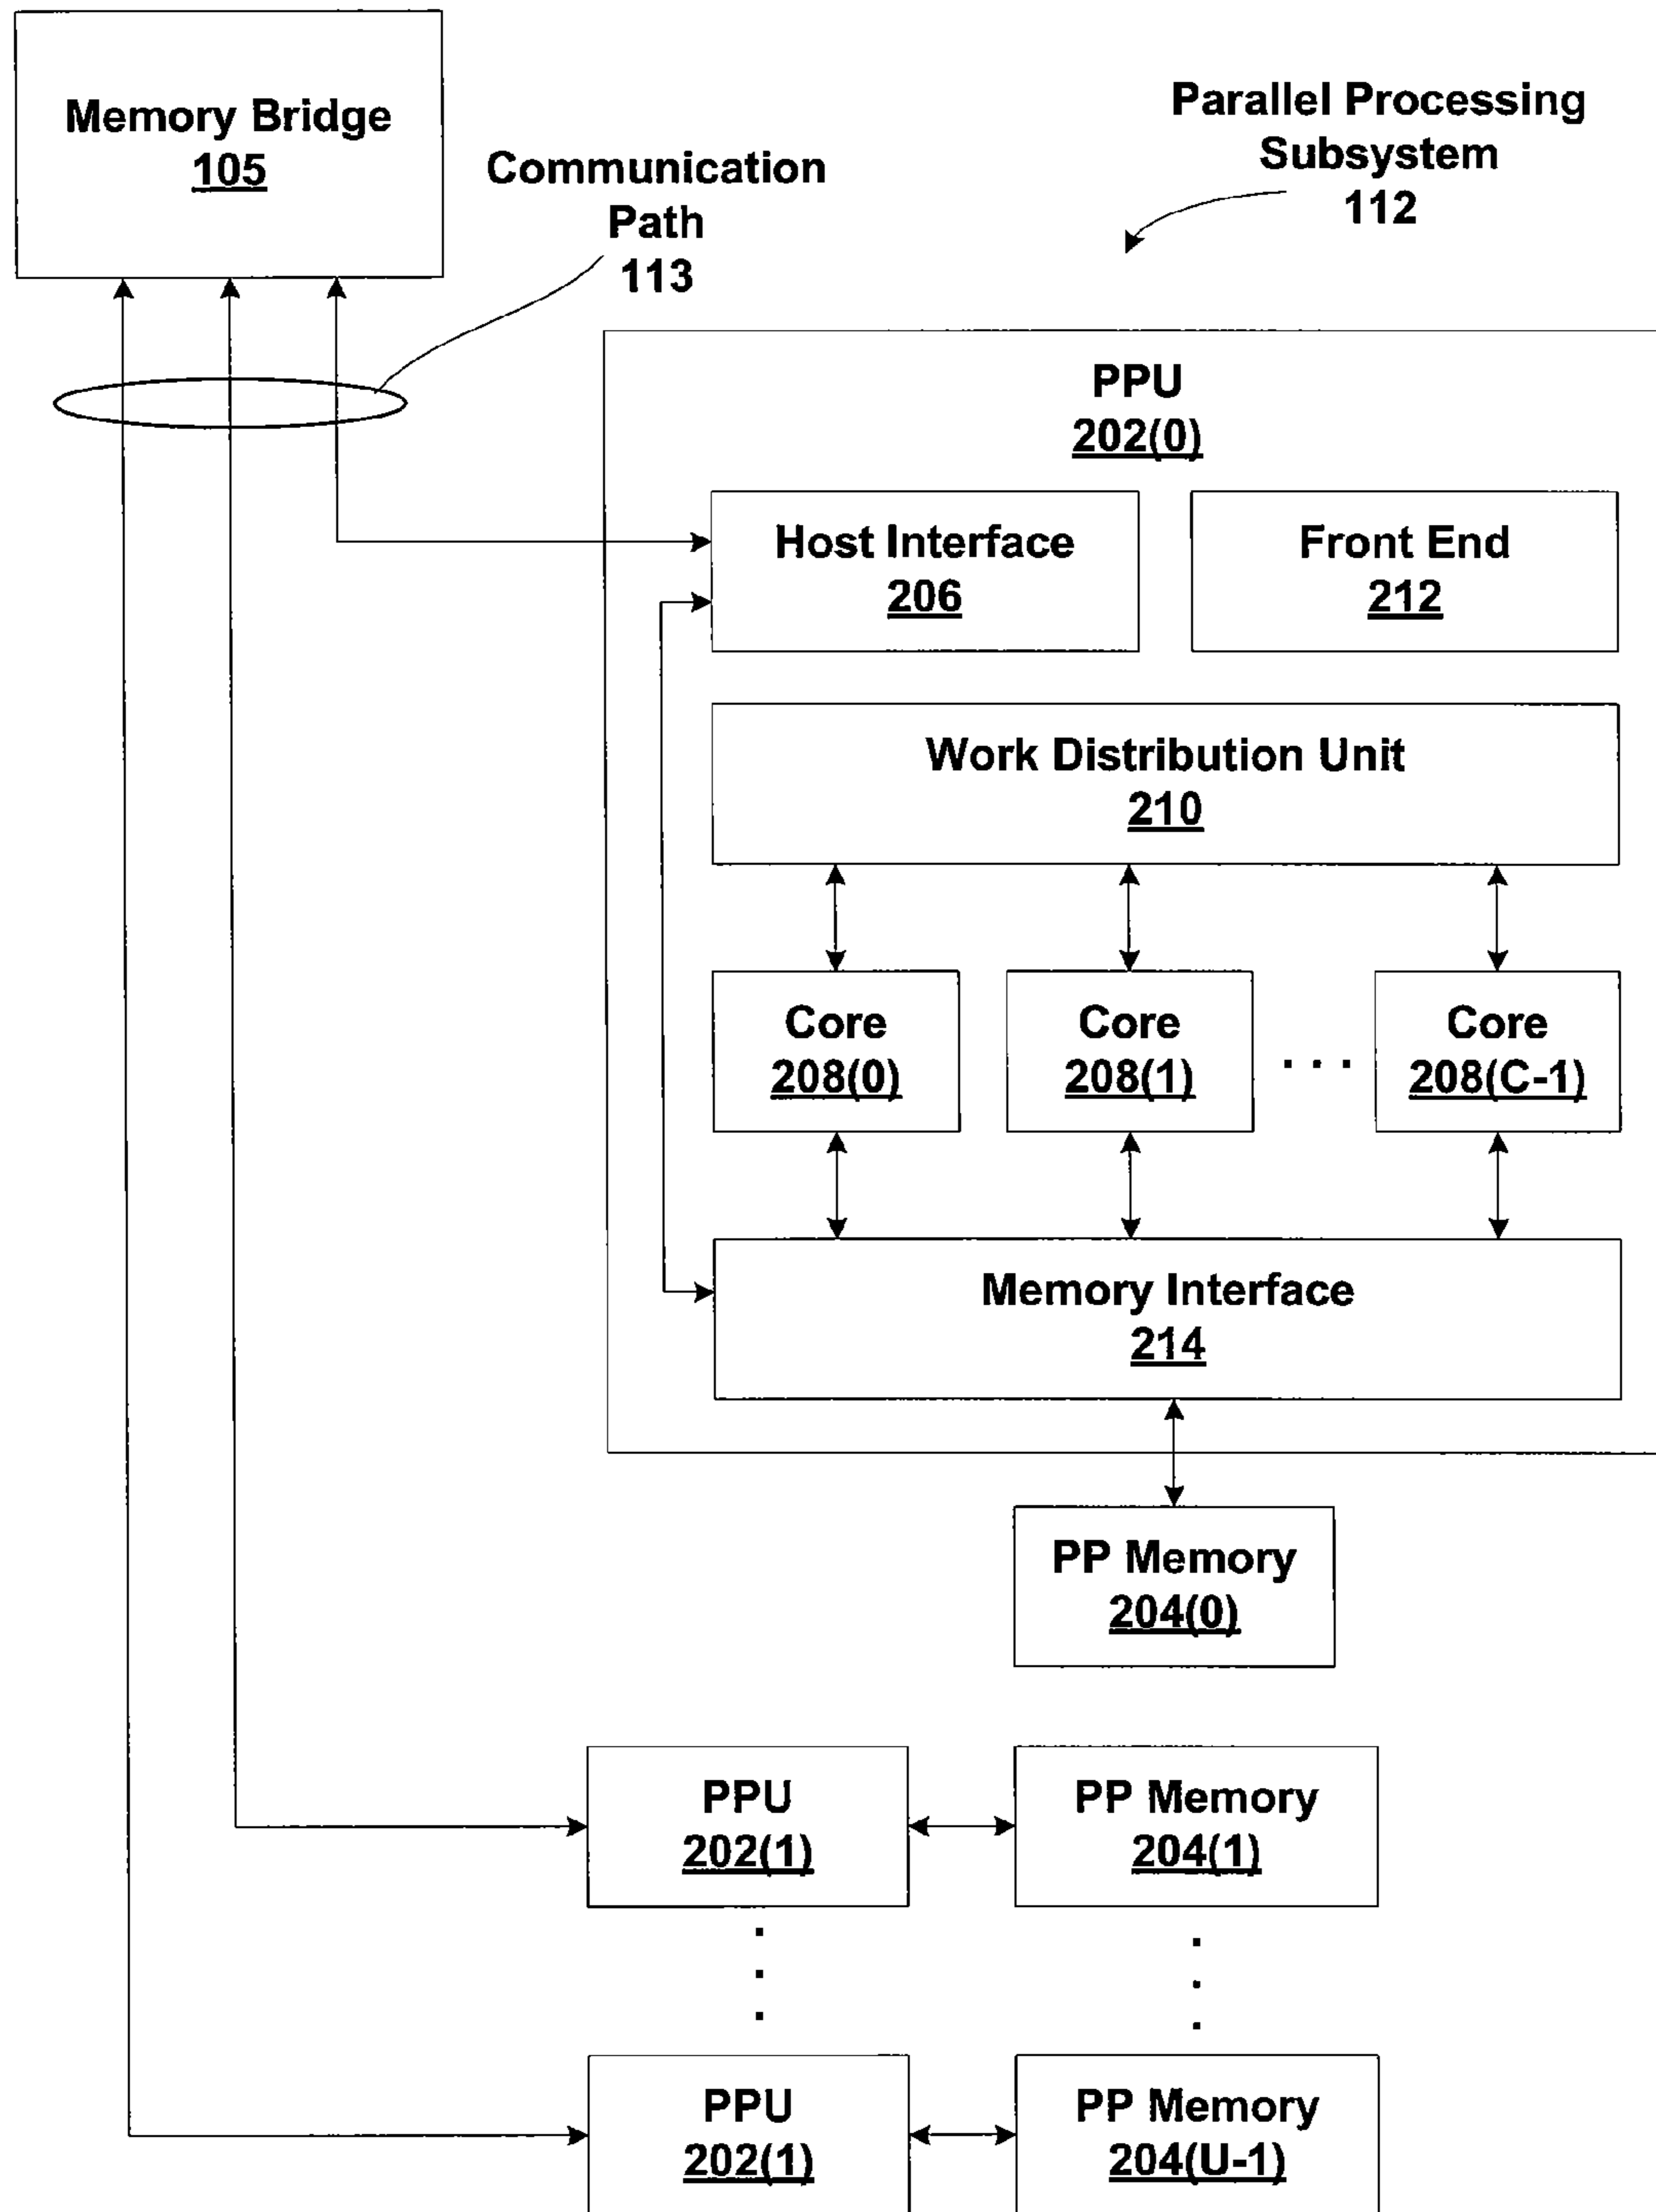 Memory Bridge
105
Communication
Path
113
Parallel Processing
Subsystem
112
PPU
202(0)
Host Interface
206
Front End
212
Work Distribution Unit
210
Core
208(0)
Core
208(1)
. . .
Core
208(C-1)
Memory Interface
214
PP Memory
204(0)
PPU
202(1)
PP Memory
204(1)
PPU
202(1)
PP Memory
204(U-1)